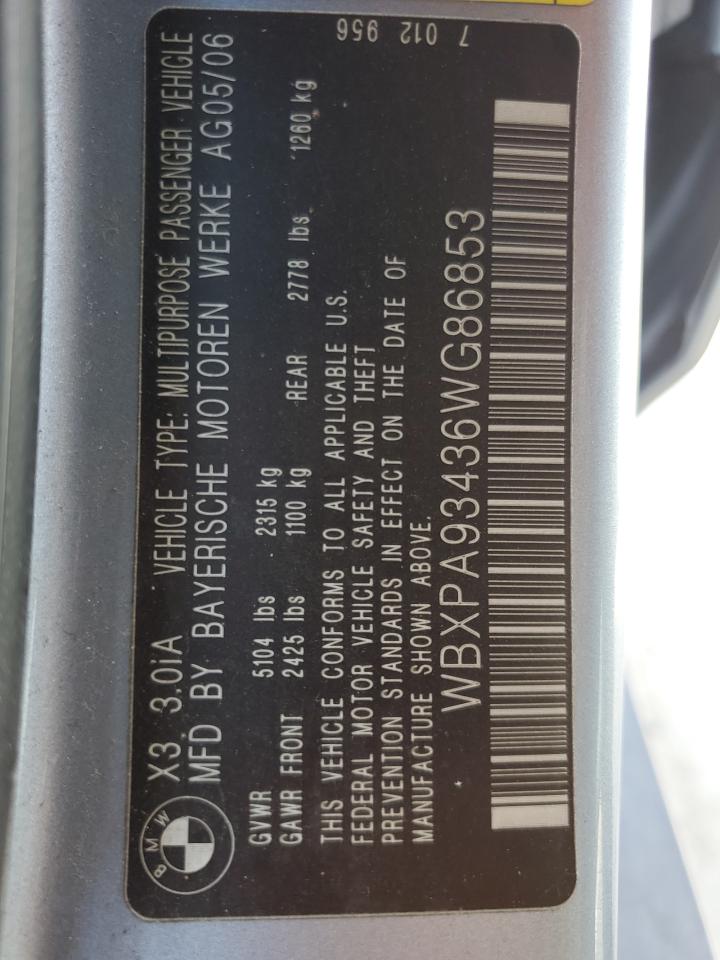 BMW
X3 3.0iA VEHICLE TYPE: MULTIPURPOSE PASSENGER VEHICLE
MFD BY BAYERISCHE MOTOREN WERKE AG05/06
GVWR 5104 lbs 2315 kg
GAWR FRONT 2425 lbs 1100 kg REAR 2778 lbs 1260 kg
THIS VEHICLE CONFORMS TO ALL APPLICABLE U.S.
FEDERAL MOTOR VEHICLE SAFETY AND THEFT
PREVENTION STANDARDS IN EFFECT ON THE DATE OF
MANUFACTURE SHOWN ABOVE.
WBXPA93436WG86853
7 012 956